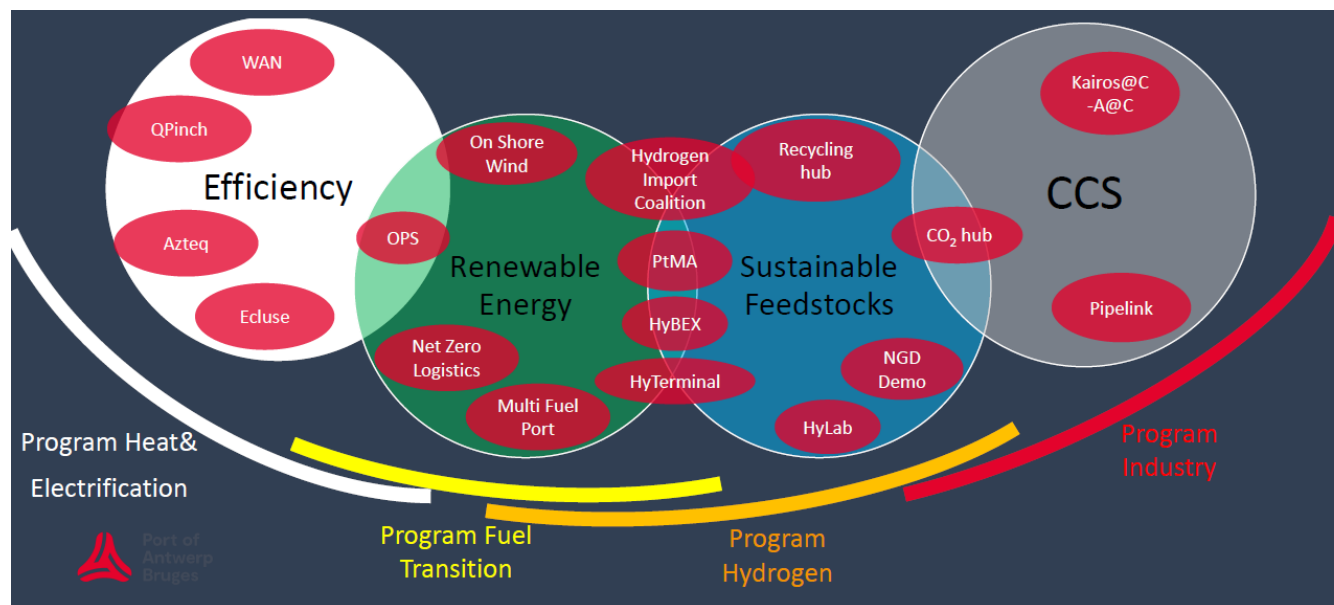 WAN
QPinch
Efficiency
Azteq
Ecluse
OPS
On Shore
Wind
Renewable
Energy
Net Zero
Logistics
Multi Fuel
Port
Hydrogen
Import
Coalition
PtMA
HyBEX
HyTerminal
Recycling
hub
Sustainable
Feedstocks
NGD
Demo
HyLab
CO₂ hub
Kairos@C
-A@C
CCS
Pipelink
Program Heat&
Electrification
Program Fuel
Transition
Program
Hydrogen
Program
Industry
Port of
Antwerp
Bruges